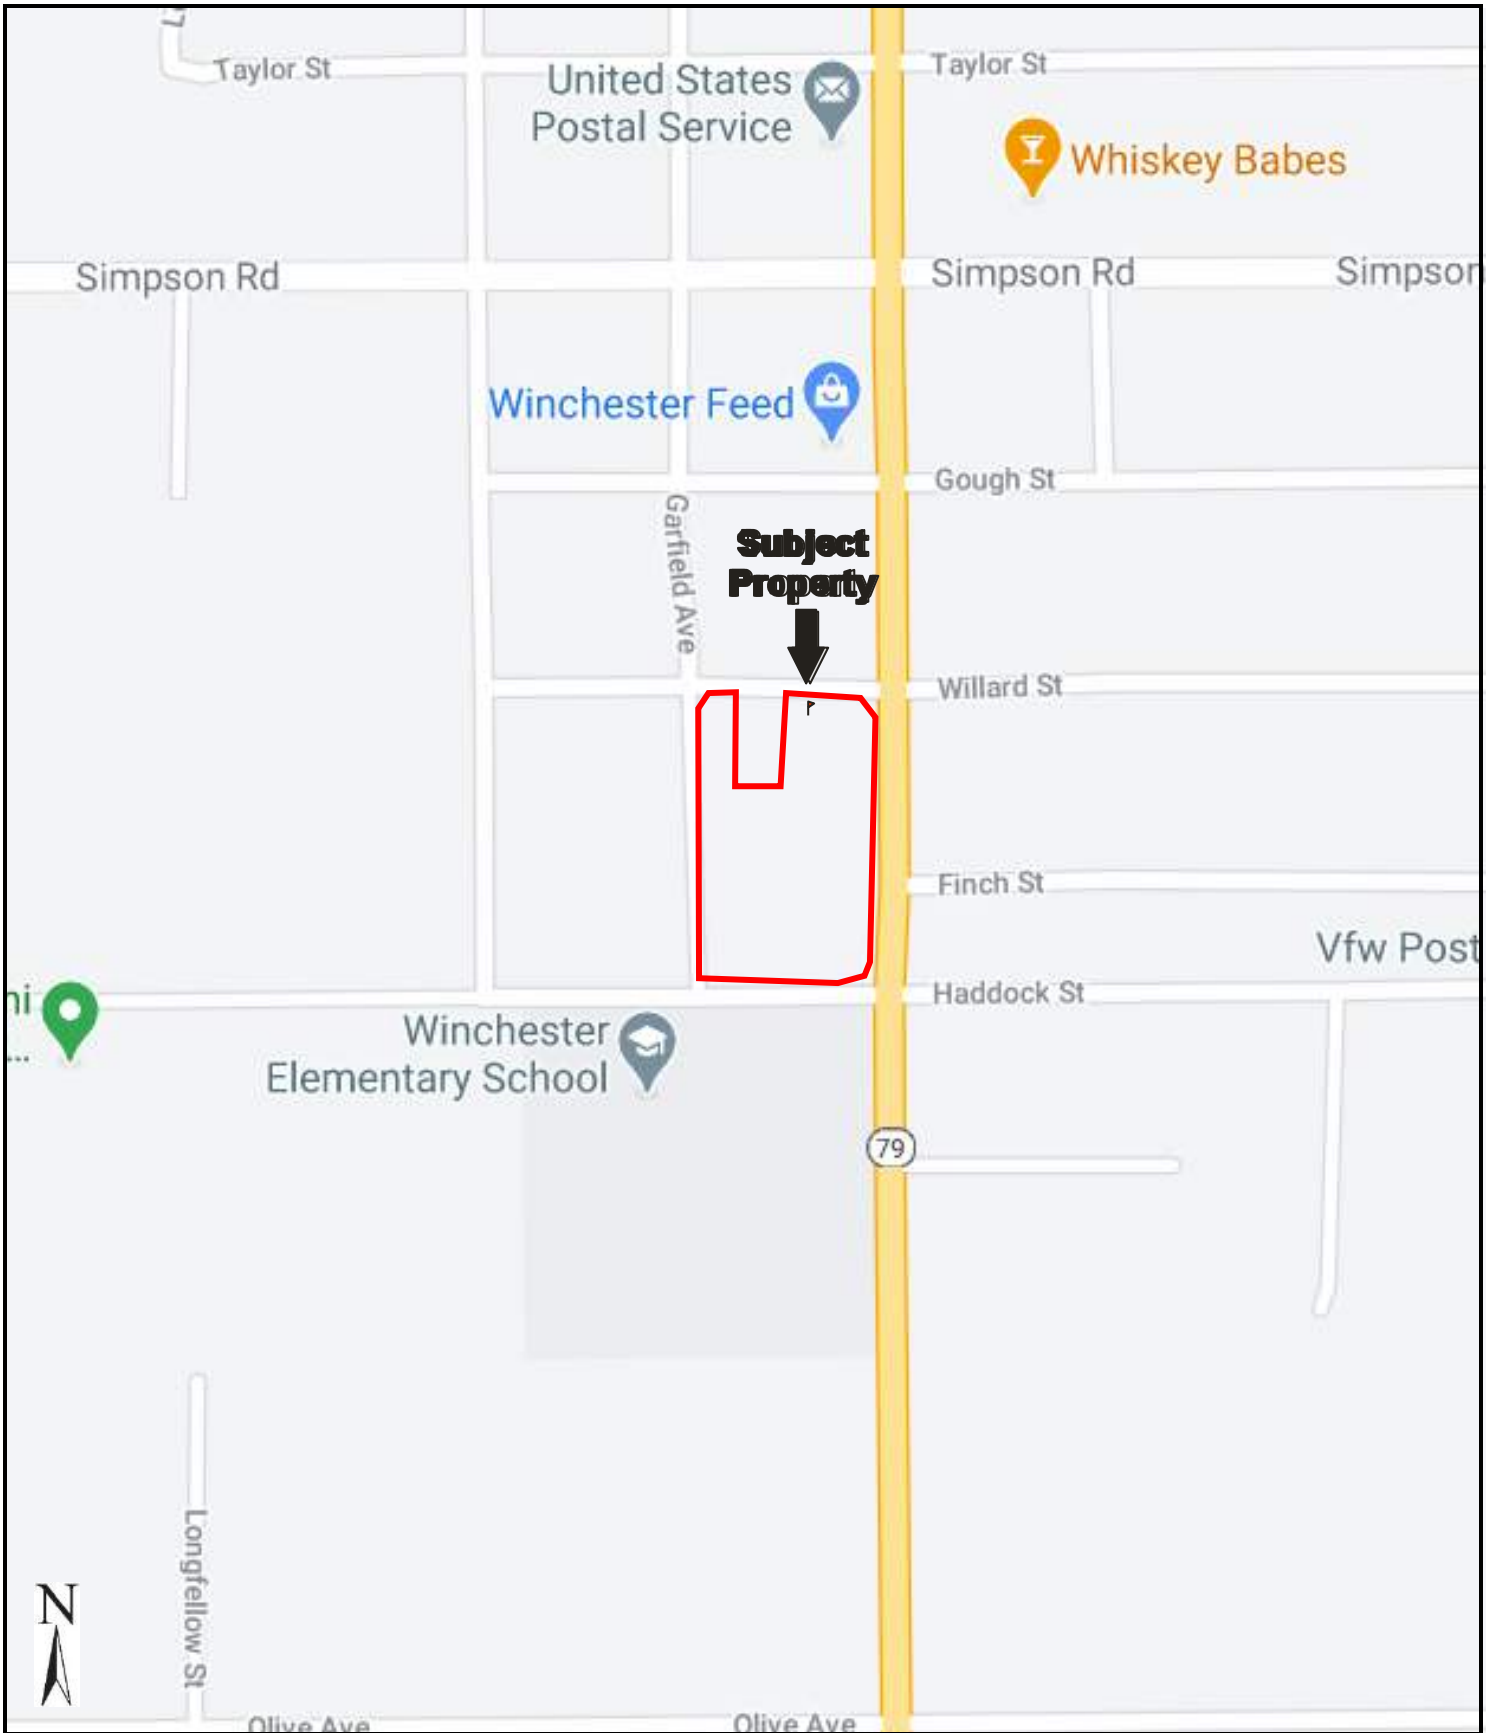 Taylor St
Taylor St
United States
Postal Service
Whiskey Babes
Simpson Rd
Simpson Rd
Simpson
Winchester Feed
Gough St
Garfield Ave
Subject
Property
Willard St
Finch St
Vfw Post
Haddock St
ni
...
Winchester
Elementary School
79
Longfellow St
N
Olive Ave
Olive Ave